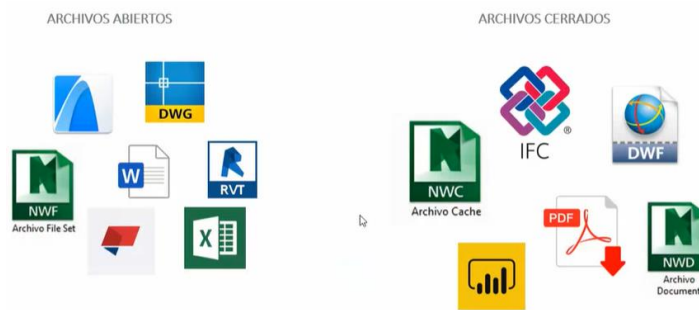 ARCHIVOS ABIERTOS
DWG
W
RVT
NWF
Archivo File Set
X
ARCHIVOS CERRADOS
IFC
®
DWF
N
NWC
Archivo Cache
PDF
N
NWD
Archivo
Document